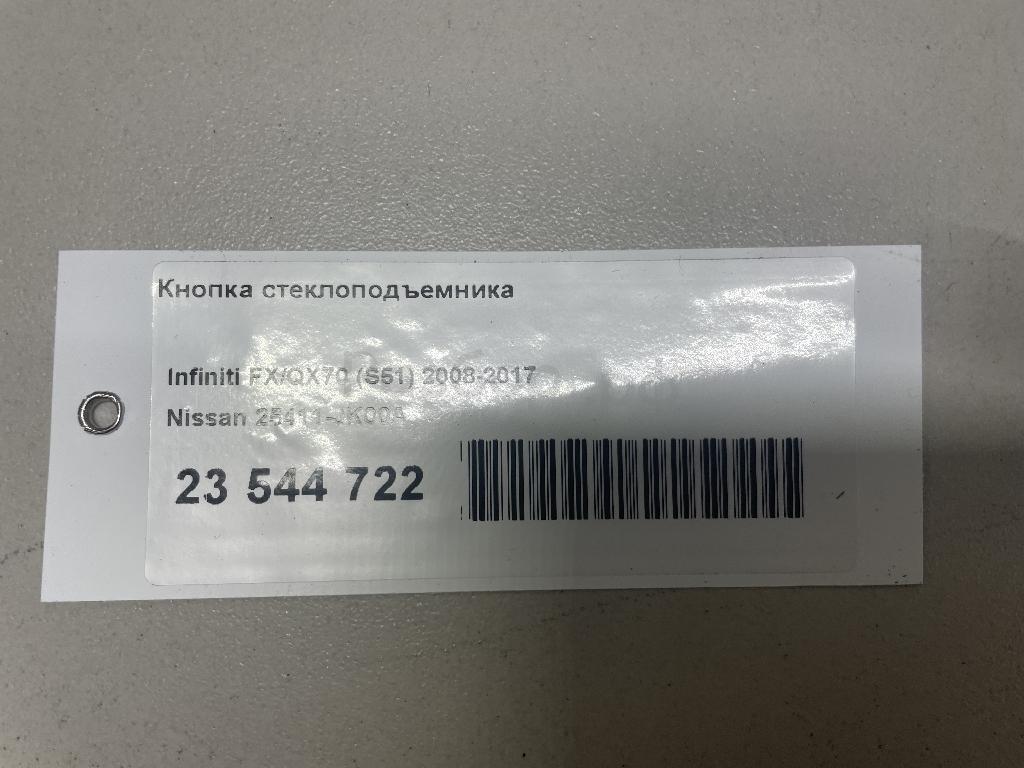 Кнопка стеклоподъемника
Infiniti FX/QX70 (S51) 2008-2017
Nissan 25411-JK00A
23 544 722